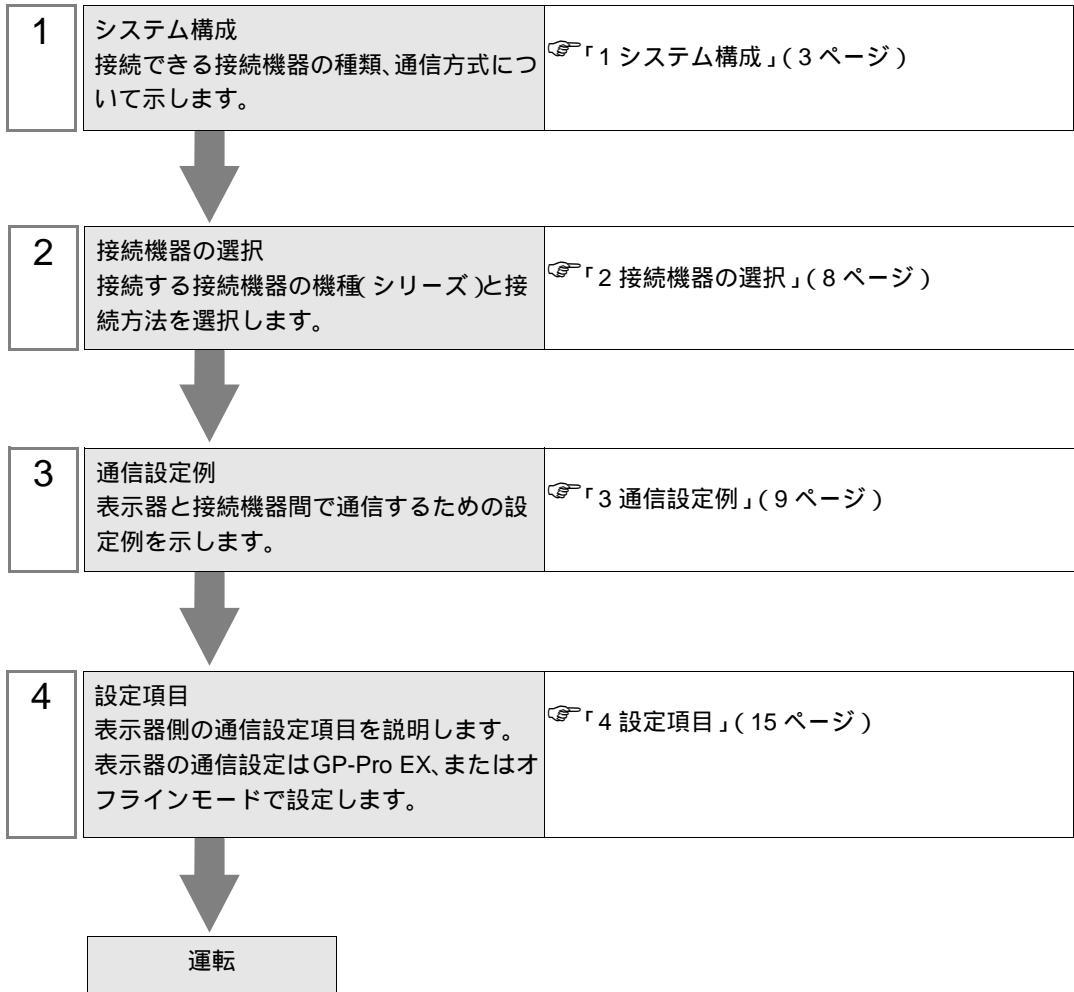 1
システム構成
接続できる接続機器の種類、通信方式につ
いて示します。
☞「1 システム構成」(3 ページ)
2
接続機器の選択
接続する接続機器の機種(シリーズ)と接
続方法を選択します。
☞「2 接続機器の選択」(8 ページ)
3
通信設定例
表示器と接続機器間で通信するための設
定例を示します。
☞「3 通信設定例」(9 ページ)
4
設定項目
表示器側の通信設定項目を説明します。
表示器の通信設定はGP-Pro EX、またはオ
フラインモードで設定します。
☞「4 設定項目」(15 ページ)
運転